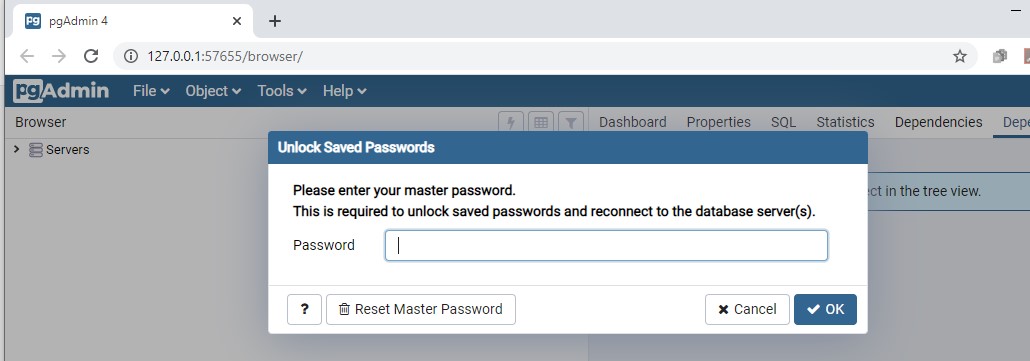 pgAdmin 4
127.0.0.1:57655/browser/
pgAdmin File Object Tools Help
Browser Dashboard Properties SQL Statistics Dependencies
Servers
Unlock Saved Passwords
Please enter your master password.
ct in the tree view.
This is required to unlock saved passwords and reconnect to the database server(s).
Password
? Reset Master Password Cancel OK